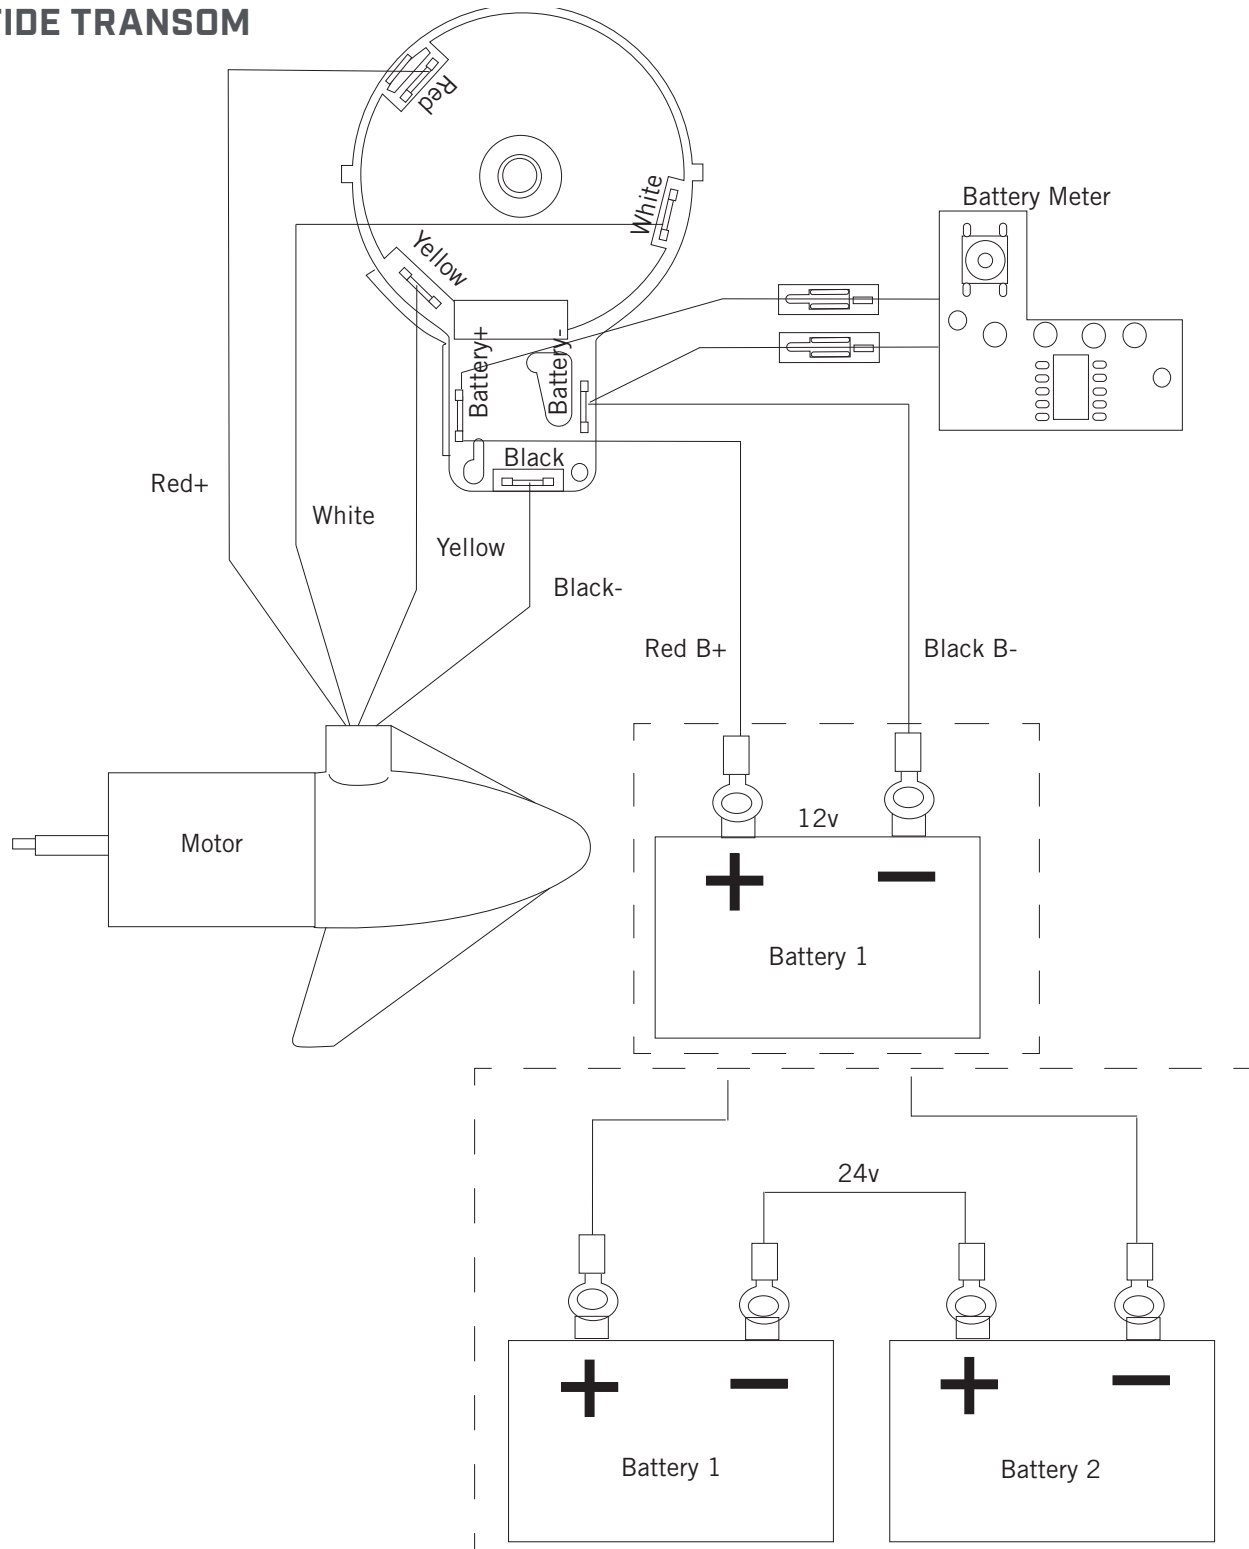 TIDE TRANSOM
Red
White
Battery Meter
Yellow
Battery+
Battery-
Black
Red+
White
Yellow
Black-
Red B+
Black B-
12v
Motor
Battery 1
24v
Battery 1
Battery 2